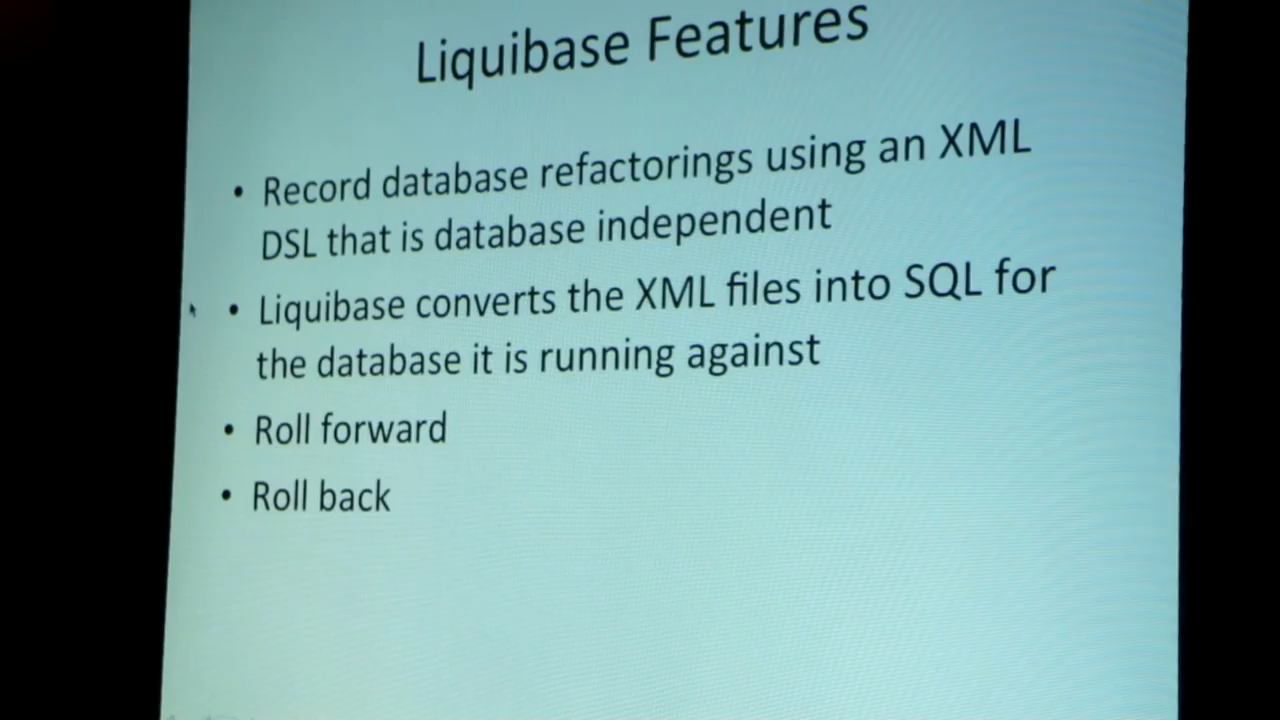 Liquibase Features
• Record database refactorings using an XML
DSL that is database independent
• Liquibase converts the XML files into SQL for
the database it is running against
• Roll forward
• Roll back